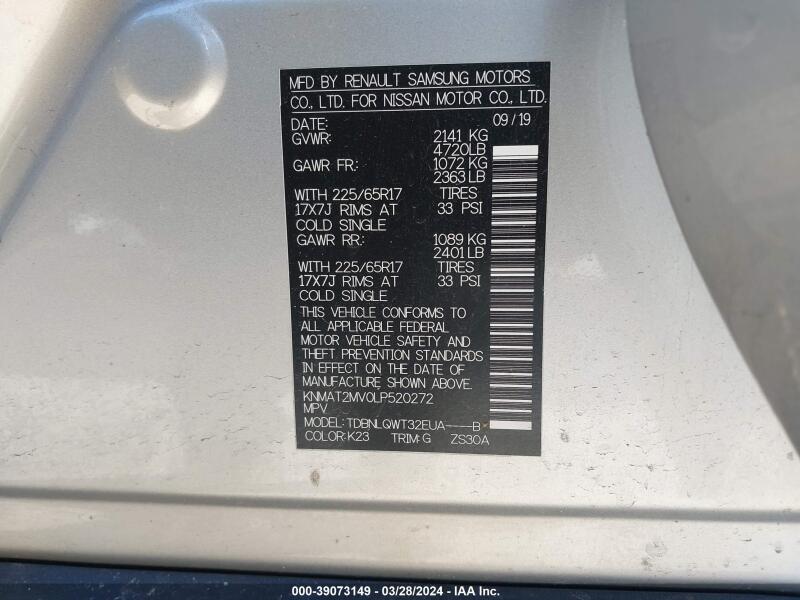 MFD BY RENAULT SAMSUNG MOTORS
CO., LTD. FOR NISSAN MOTOR CO., LTD.
DATE: 09/19
GVWR: 2141 KG
4720LB
GAWR FR: 1072 KG
2363 LB
WITH 225/65R17 TIRES
17X7J RIMS AT 33 PSI
COLD SINGLE
GAWR RR: 1089 KG
2401 LB
WITH 225/65R17 TIRES
17X7J RIMS AT 33 PSI
COLD SINGLE
THIS VEHICLE CONFORMS TO
ALL APPLICABLE FEDERAL
MOTOR VEHICLE SAFETY AND
THEFT PREVENTION STANDARDS
IN EFFECT ON THE DATE OF
MANUFACTURE SHOWN ABOVE.
KNMAT2MV0LP520272
MPV
MODEL: TDBNLQWT32EUA----B
COLOR: K23 TRIM: G ZS30A
000-39073149 - 03/28/2024 - IAA Inc.